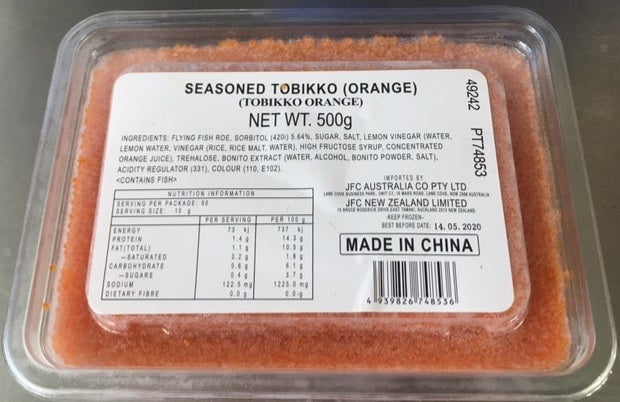 SEASONED TOBIKKO (ORANGE)
(TOBIKKO ORANGE)
NET WT. 500g
INGREDIENTS: FLYING FISH ROE, SORBITOL (420i) 5.64%, SUGAR, SALT, LEMON VINEGAR (WATER,
LEMON WATER, VINEGAR (RICE, RICE MALT, WATER), HIGH FRUCTOSE SYRUP, CONCENTRATED
ORANGE JUICE), TREHALOSE, BONITO EXTRACT (WATER, ALCOHOL, BONITO POWDER, SALT),
ACIDITY REGULATOR (331), COLOUR (110, E102).
<CONTAINS FISH>
NUTRITION INFORMATION
SERVING PER PACKAGE: 50
SERVING SIZE: 10 g
PER SERVING PER 100 g
ENERGY 73 kj 737 kj
PROTEIN 1.4 g 14.3 g
FAT(TOTAL) 1.1 g 10.5 g
—SATURATED 0.2 g 1.8 g
CARBOHYDRATE 0.6 g 6.1 g
—SUGARS 0.4 g 3.7 g
SODIUM 122.5 mg 1225.0 mg
DIETARY FIBRE 0.0 g 0.0 g
IMPORTED BY
JFC AUSTRALIA CO PTY LTD
JFC NEW ZEALAND LIMITED
-KEEP FROZEN-
BEST BEFORE DATE: 14. 05. 2020
MADE IN CHINA
4 939826 748536
49242 PT74853